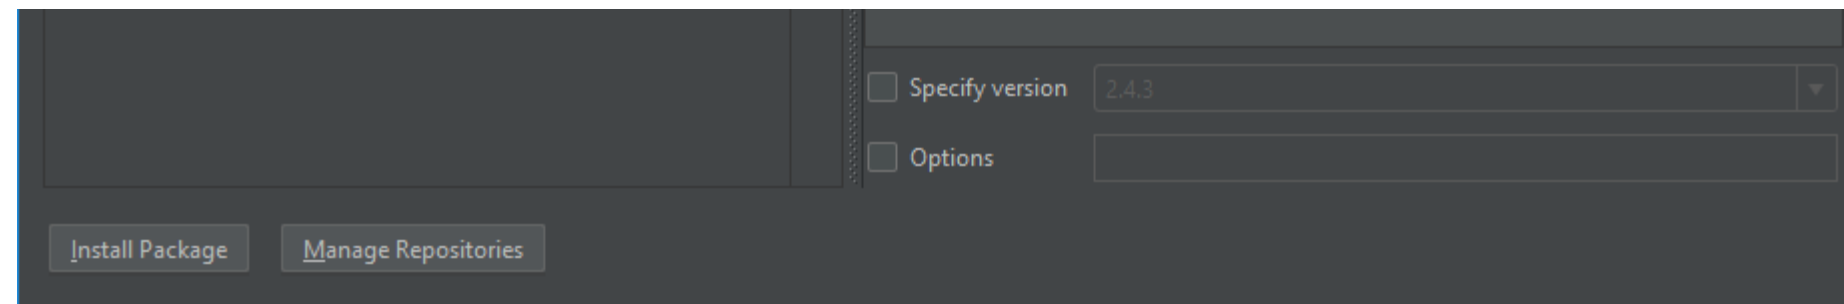 Specify version 2.4.3
Options
Install Package Manage Repositories